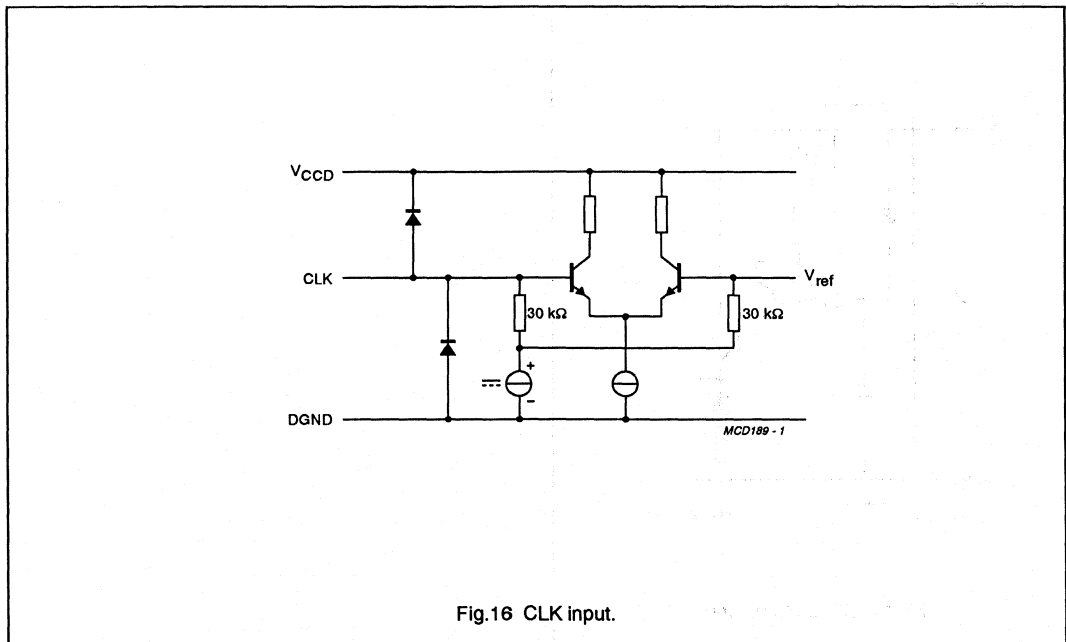 VCCD
CLK
Vref
30 kΩ
30 kΩ
+
-
DGND
MCD189 - 1
Fig.16 CLK input.